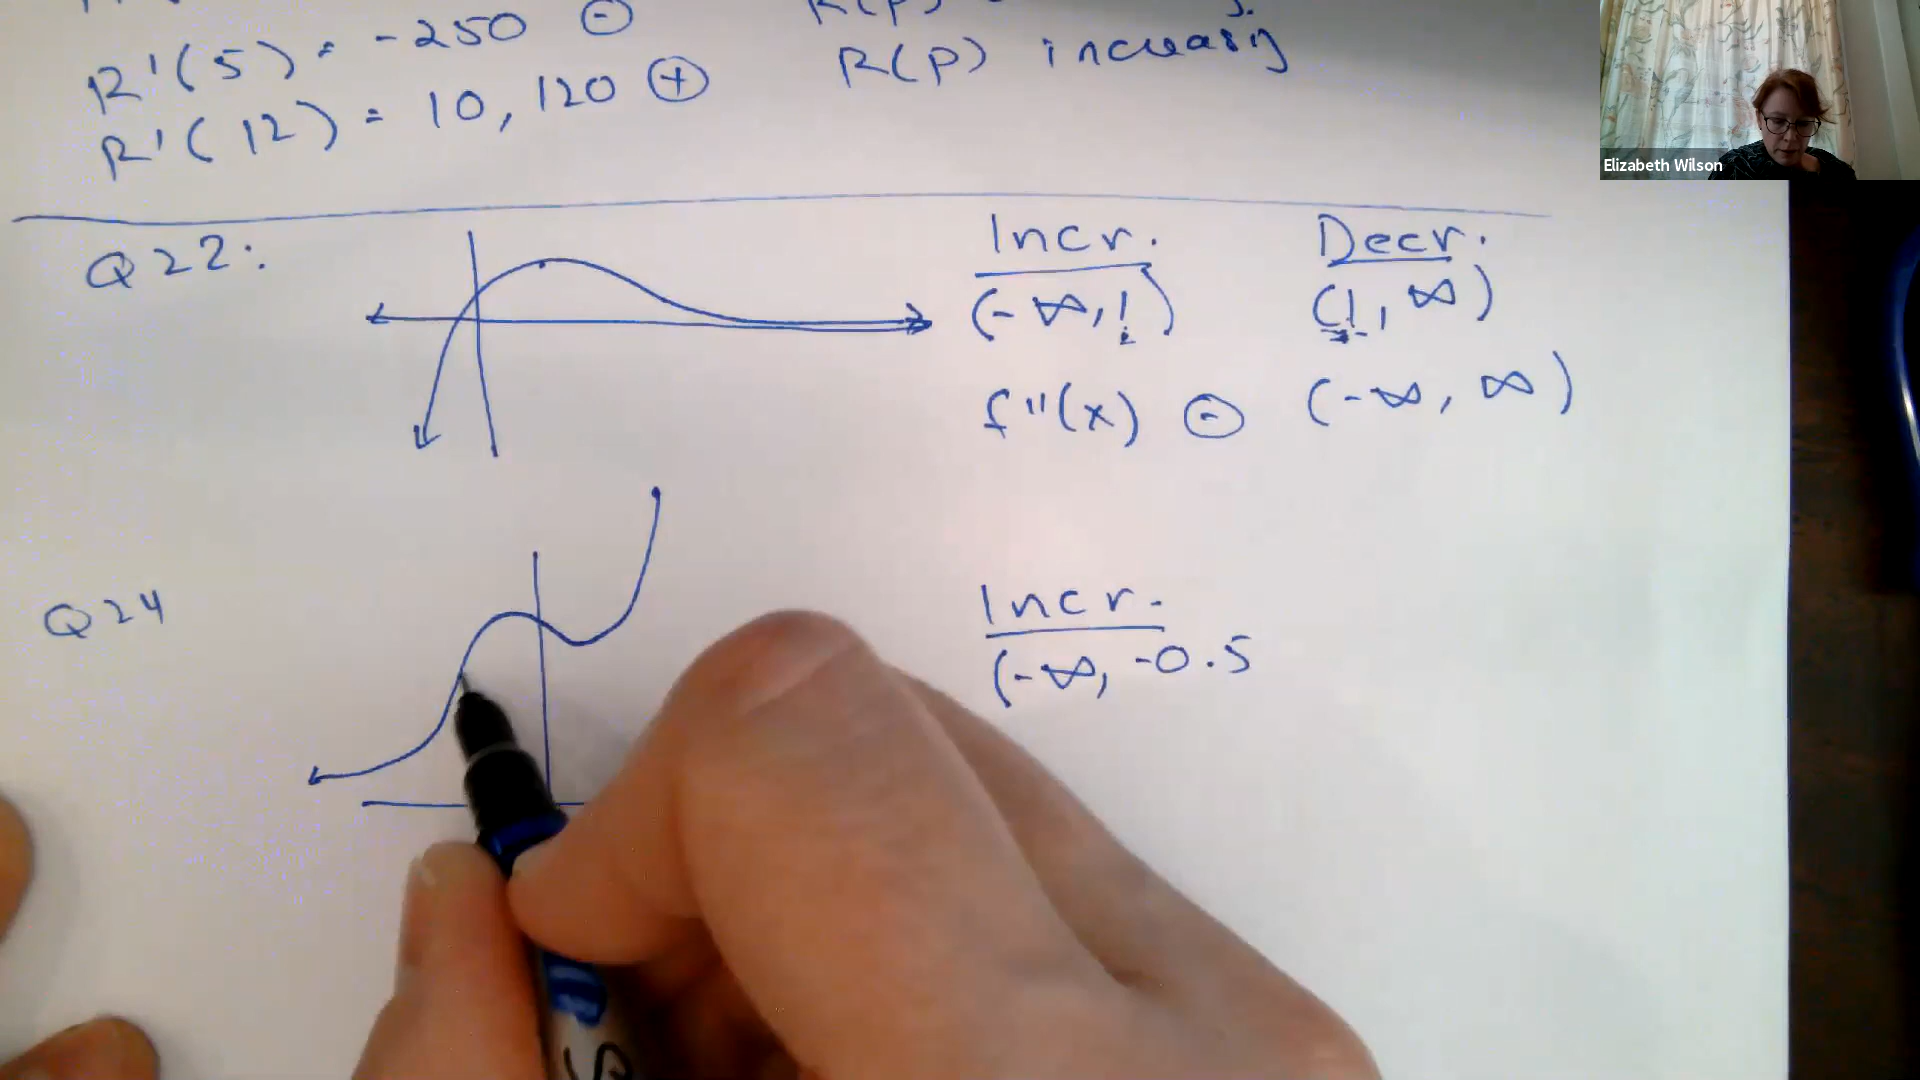 R'(5) = -250 ⊖
R'(12) = 10,120 ⊕
R(p) increasing
Elizabeth Wilson
Q22:
Incr.
(-∞, 1)
Decr.
(1, ∞)
f''(x) ⊖ (-∞, ∞)
Q24
Incr.
(-∞, -0.5